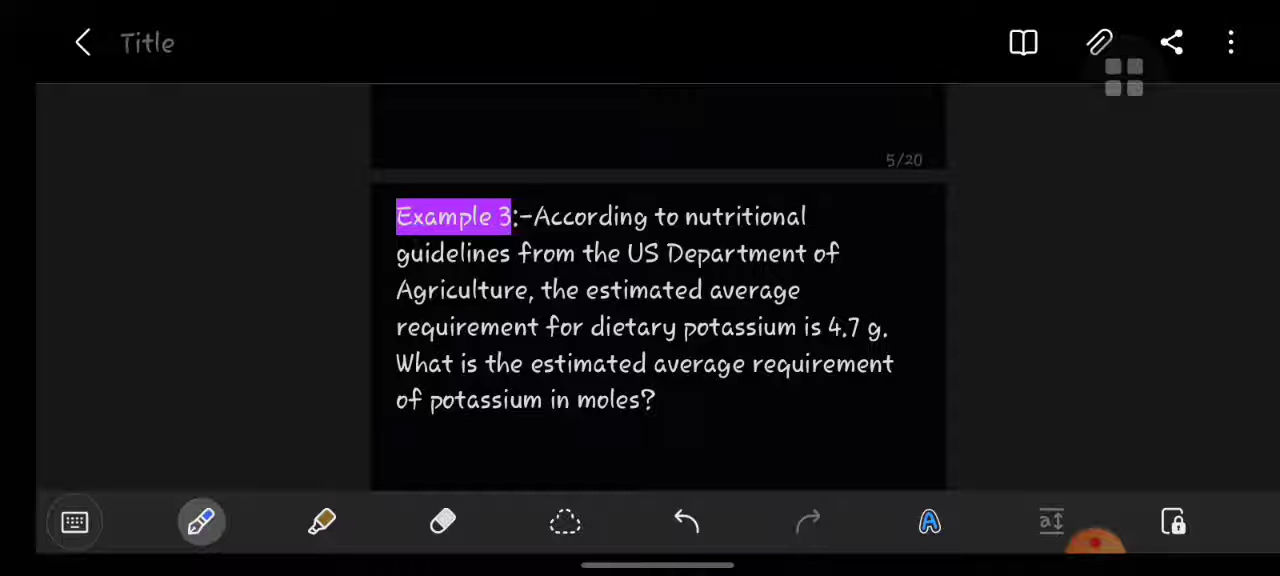 Title
5/20
Example 3:-According to nutritional
guidelines from the US Department of
Agriculture, the estimated average
requirement for dietary potassium is 4.7 g.
What is the estimated average requirement
of potassium in moles?
A
a